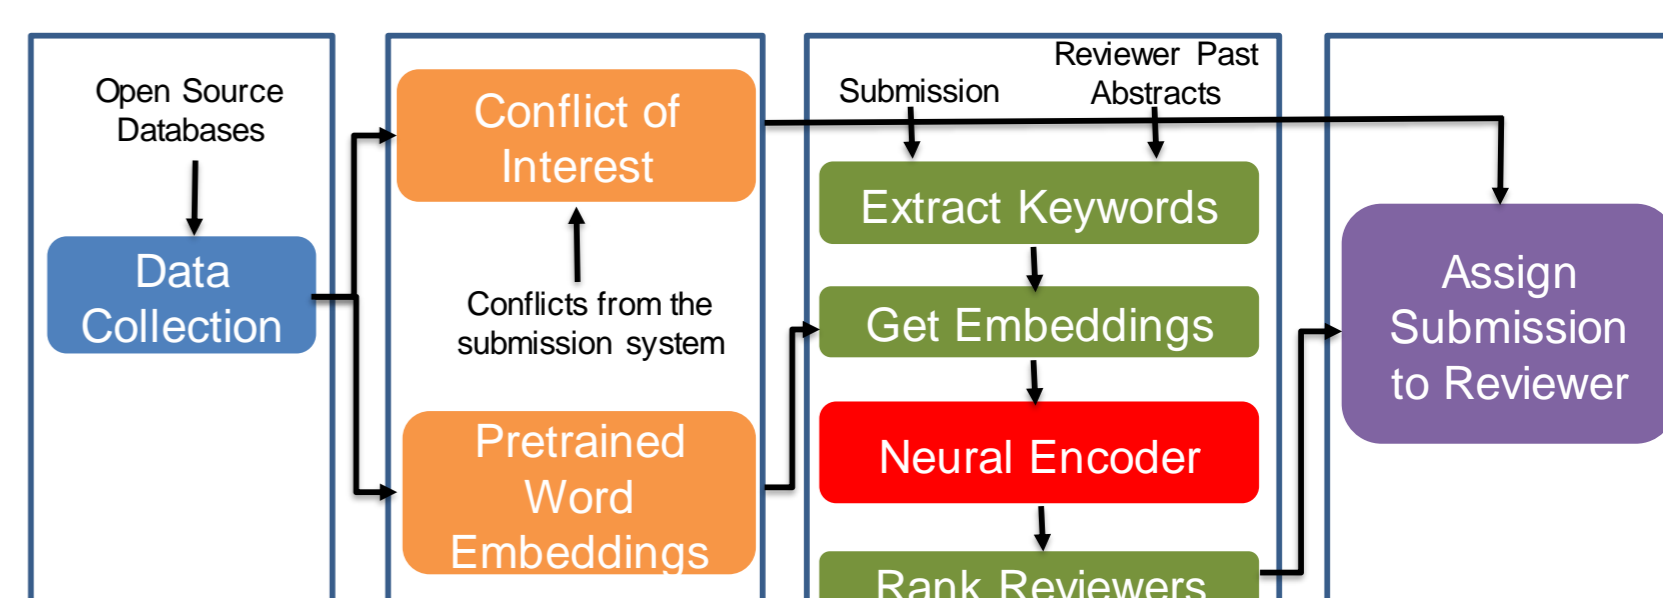 Open Source
Databases
Data
Collection
Conflict of
Interest
Conflicts from the
submission system
Pretrained
Word
Embeddings
Submission
Reviewer Past
Abstracts
Extract Keywords
Get Embeddings
Neural Encoder
Rank Reviewers
Assign
Submission
to Reviewer